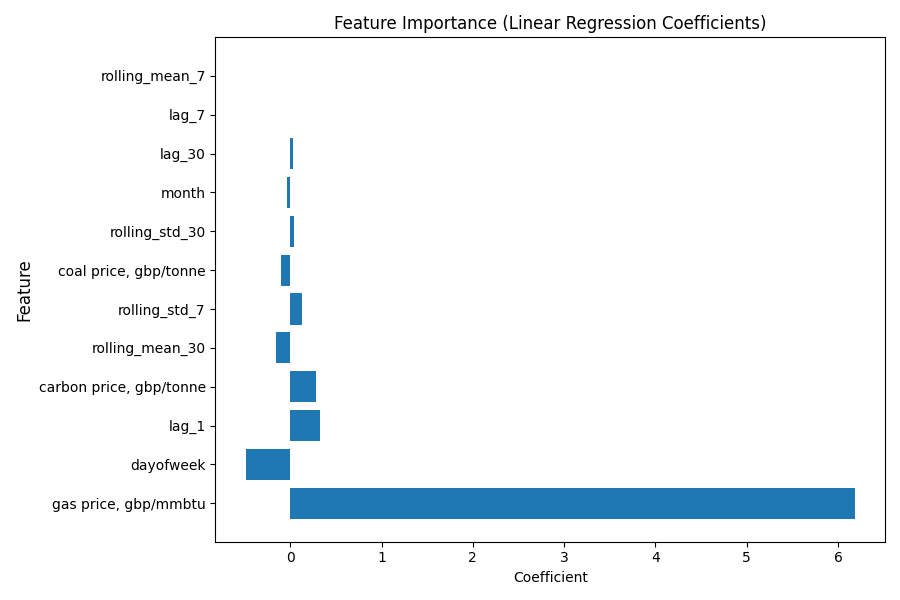 Feature Importance (Linear Regression Coefficients)
rolling_mean_7
lag_7
lag_30
month
rolling_std_30
coal price, gbp/tonne
rolling_std_7
rolling_mean_30
carbon price, gbp/tonne
lag_1
dayofweek
gas price, gbp/mmbtu
Feature
0 1 2 3 4 5 6
Coefficient